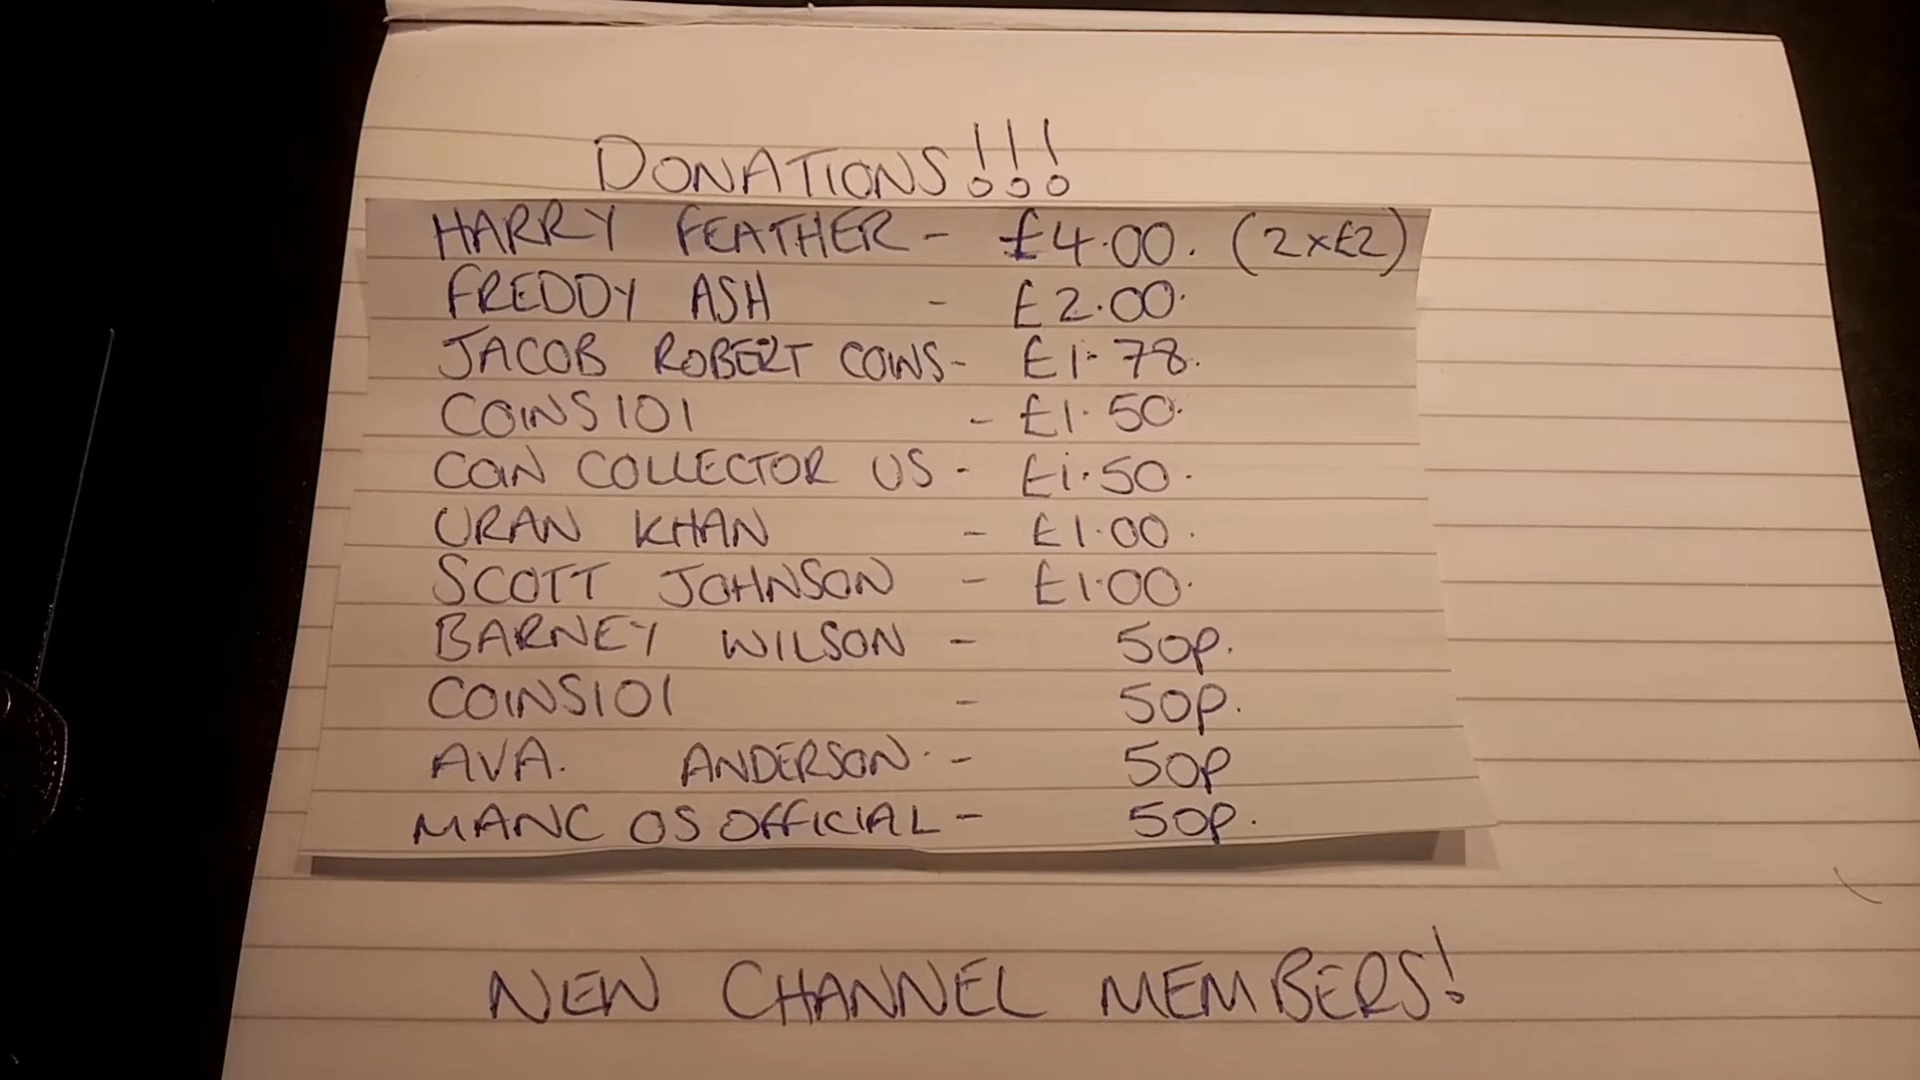 DONATIONS!!!
HARRY FEATHER - £4.00. (2x£2)
FREDDY ASH - £2.00.
JACOB ROBERT COINS - £1.78.
COINS101 - £1.50.
COIN COLLECTOR US - £1.50.
URAN KHAN - £1.00.
SCOTT JOHNSON - £1.00.
BARNEY WILSON - 50p.
COINS101 - 50p.
AVA. ANDERSON. - 50p
MANC OS OFFICIAL - 50p.
NEW CHANNEL MEMBERS!